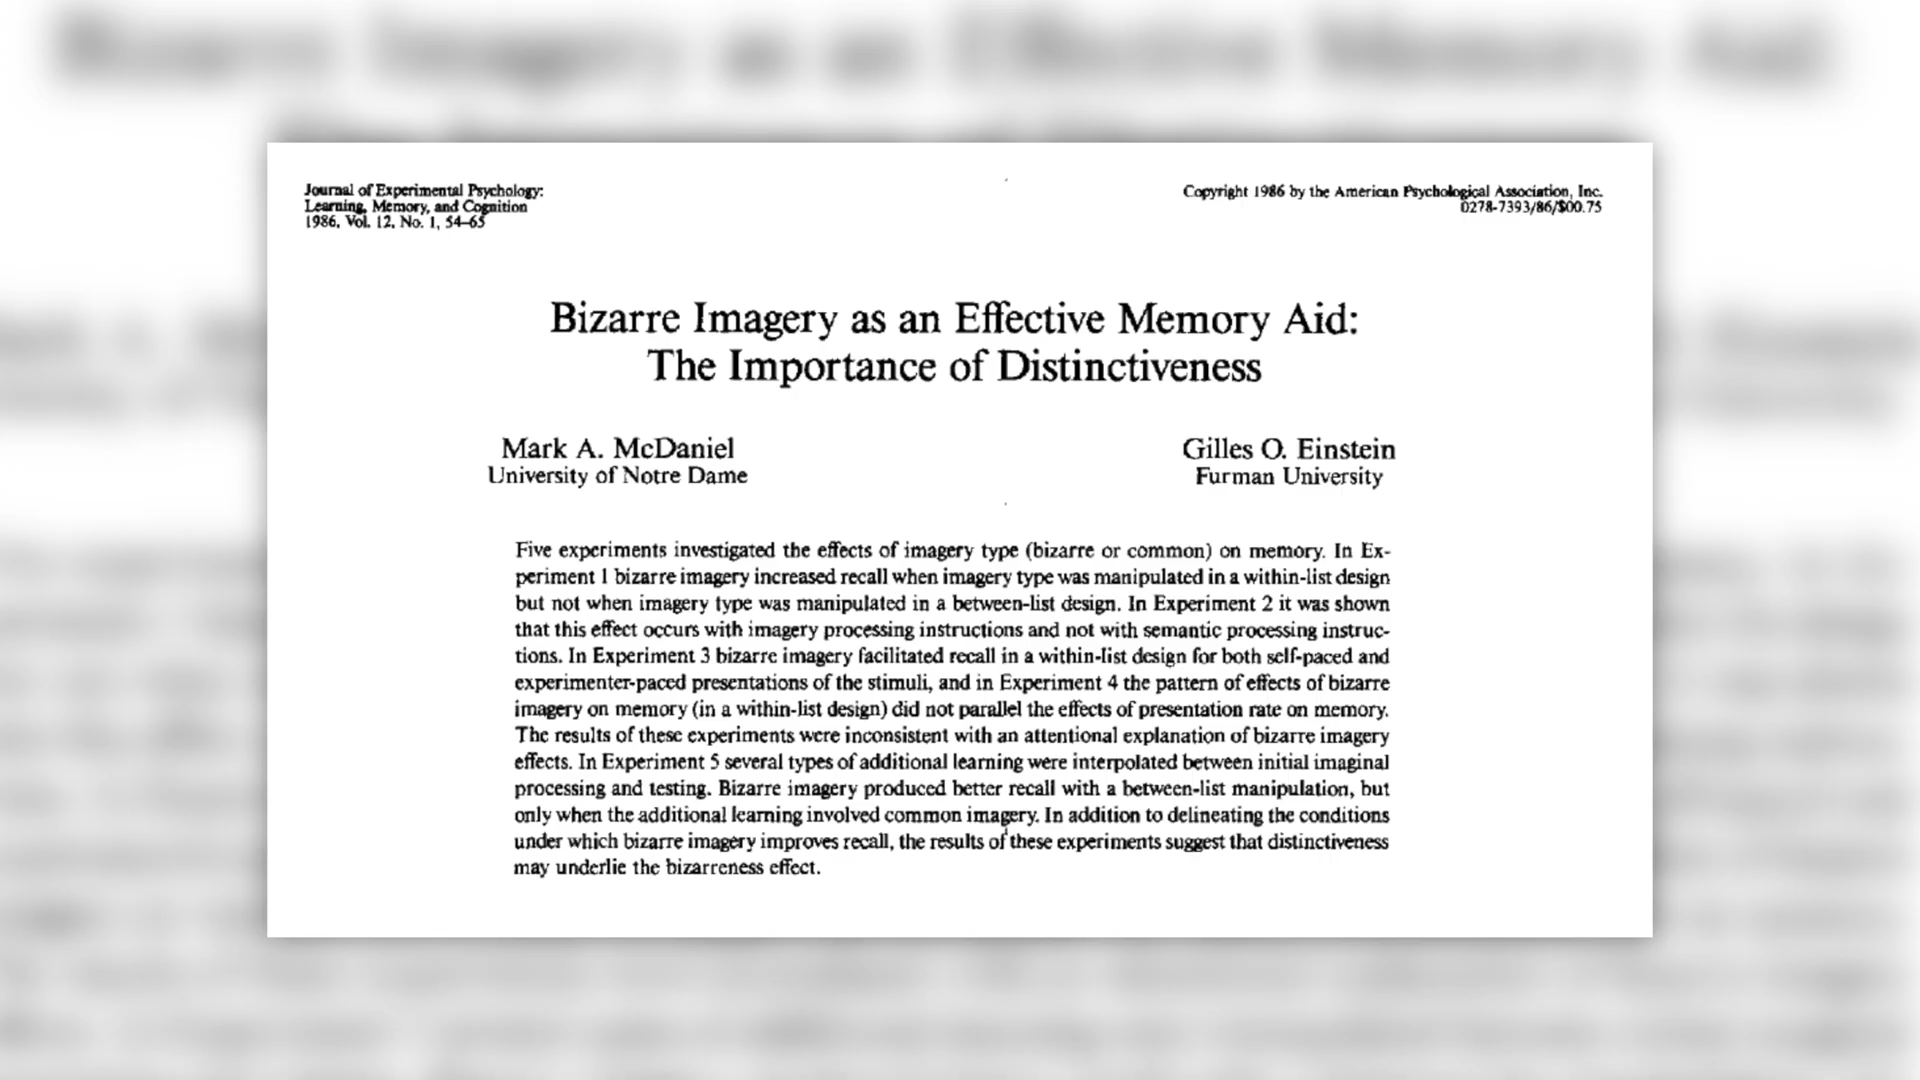 Journal of Experimental Psychology:
Learning, Memory, and Cognition
1986, Vol. 12, No. 1, 54–65
Copyright 1986 by the American Psychological Association, Inc.
0278-7393/86/$00.75
Bizarre Imagery as an Effective Memory Aid:
The Importance of Distinctiveness
Mark A. McDaniel
University of Notre Dame
Gilles O. Einstein
Furman University
Five experiments investigated the effects of imagery type (bizarre or common) on memory. In Ex-
periment 1 bizarre imagery increased recall when imagery type was manipulated in a within-list design
but not when imagery type was manipulated in a between-list design. In Experiment 2 it was shown
that this effect occurs with imagery processing instructions and not with semantic processing instruc-
tions. In Experiment 3 bizarre imagery facilitated recall in a within-list design for both self-paced and
experimenter-paced presentations of the stimuli, and in Experiment 4 the pattern of effects of bizarre
imagery on memory (in a within-list design) did not parallel the effects of presentation rate on memory.
The results of these experiments were inconsistent with an attentional explanation of bizarre imagery
effects. In Experiment 5 several types of additional learning were interpolated between initial imaginal
processing and testing. Bizarre imagery produced better recall with a between-list manipulation, but
only when the additional learning involved common imagery. In addition to delineating the conditions
under which bizarre imagery improves recall, the results of these experiments suggest that distinctiveness
may underlie the bizarreness effect.